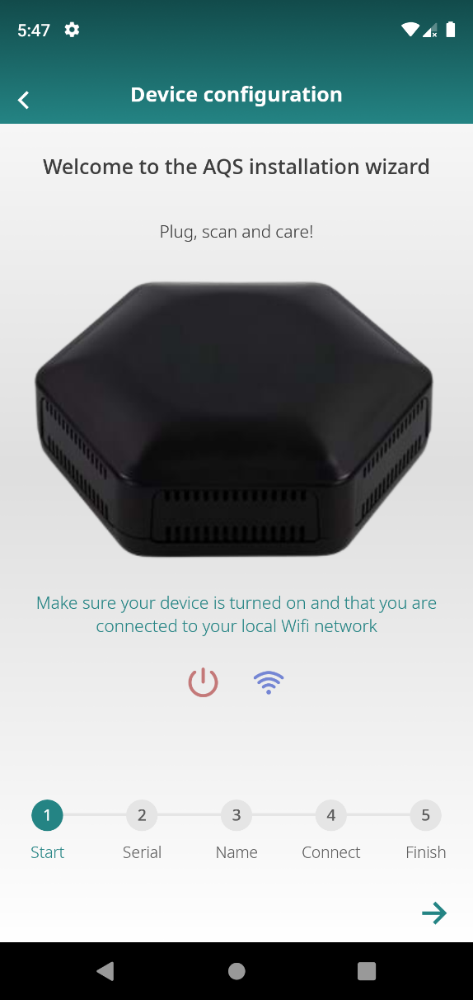 5:47
Device configuration
Welcome to the AQS installation wizard
Plug, scan and care!
Make sure your device is turned on and that you are
connected to your local Wifi network
1 2 3 4 5
Start Serial Name Connect Finish